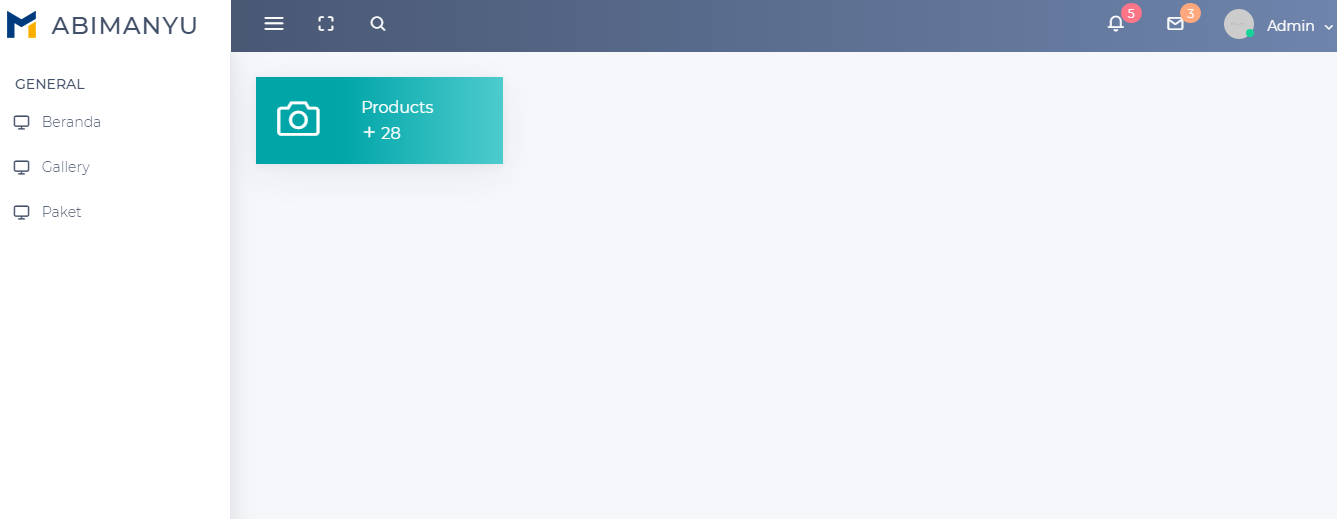 ABIMANYU
5
3
Admin
GENERAL
Beranda
Gallery
Paket
Products
+ 28